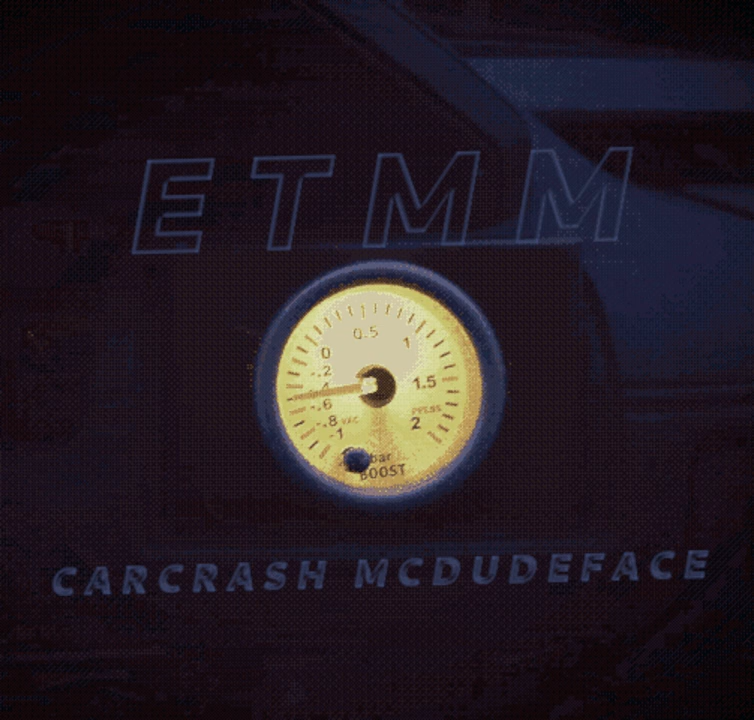 ETMM
0.5
1
0
-.2
-.4
1.5
-.6
PRESS
-.8 VAC
2
-1
bar
BOOST
CARCRASH MCDUDEFACE